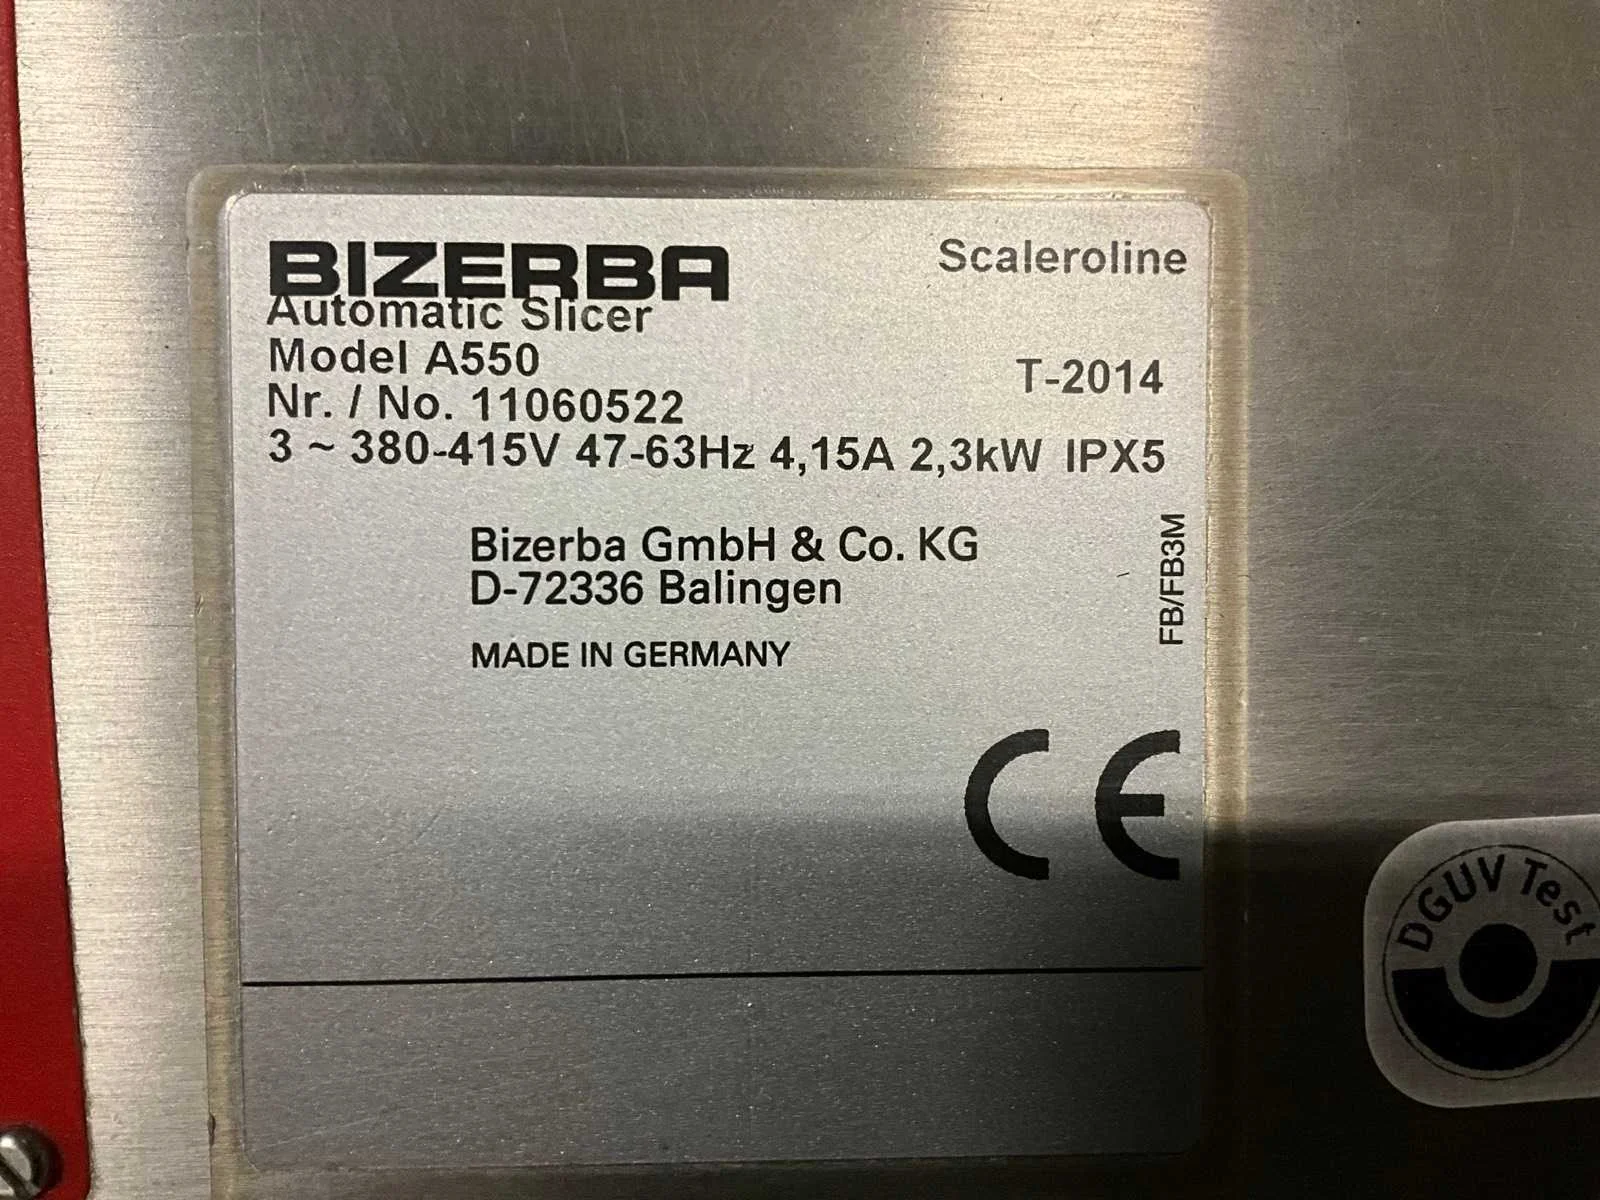 BIZERBA
Scaleroline
Automatic Slicer
Model A550
T-2014
Nr. / No. 11060522
3 ~ 380-415V 47-63Hz 4,15A 2,3kW IPX5
Bizerba GmbH & Co. KG
D-72336 Balingen
FB/FB3M
MADE IN GERMANY
CE
DGUV Test